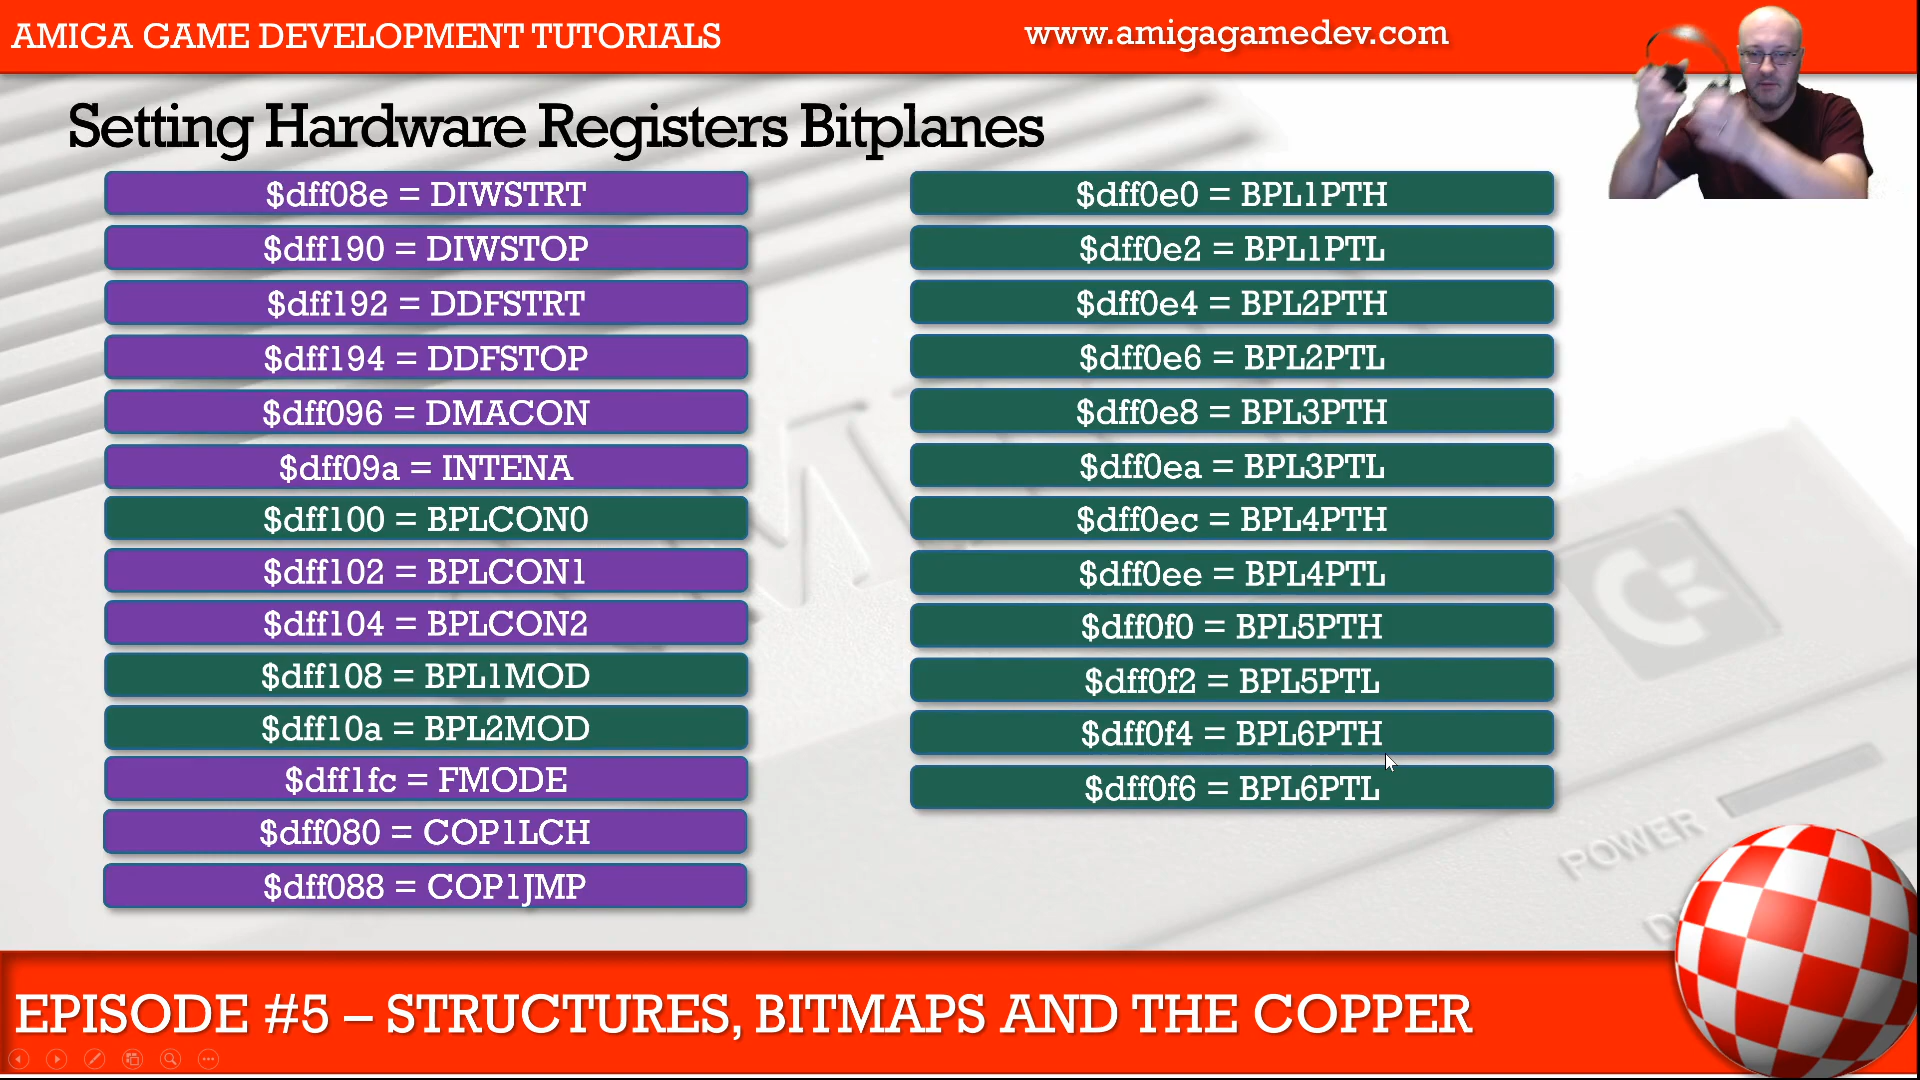 AMIGA GAME DEVELOPMENT TUTORIALS
www.amigagamedev.com
Setting Hardware Registers Bitplanes
$dff08e = DIWSTRT
$dff190 = DIWSTOP
$dff192 = DDFSTRT
$dff194 = DDFSTOP
$dff096 = DMACON
$dff09a = INTENA
$dff100 = BPLCON0
$dff102 = BPLCON1
$dff104 = BPLCON2
$dff108 = BPL1MOD
$dff10a = BPL2MOD
$dff1fc = FMODE
$dff080 = COP1LCH
$dff088 = COP1JMP
$dff0e0 = BPL1PTH
$dff0e2 = BPL1PTL
$dff0e4 = BPL2PTH
$dff0e6 = BPL2PTL
$dff0e8 = BPL3PTH
$dff0ea = BPL3PTL
$dff0ec = BPL4PTH
$dff0ee = BPL4PTL
$dff0f0 = BPL5PTH
$dff0f2 = BPL5PTL
$dff0f4 = BPL6PTH
$dff0f6 = BPL6PTL
POWER
EPISODE #5 – STRUCTURES, BITMAPS AND THE COPPER